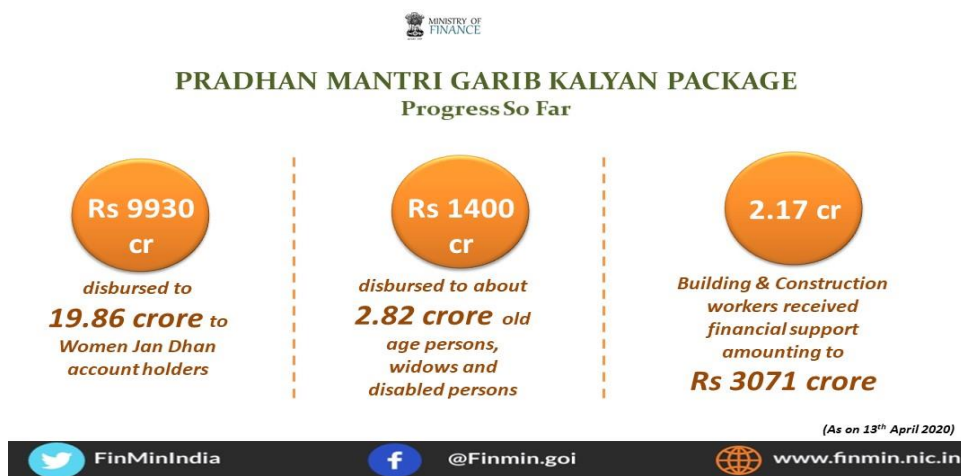 MINISTRY OF
FINANCE
PRADHAN MANTRI GARIB KALYAN PACKAGE
Progress So Far
Rs 9930
cr
disbursed to
19.86 crore to
Women Jan Dhan
account holders
Rs 1400
cr
disbursed to about
2.82 crore old
age persons,
widows and
disabled persons
2.17 cr
Building & Construction
workers received
financial support
amounting to
Rs 3071 crore
(As on 13th April 2020)
FinMinIndia
@Finmin.goi
www.finmin.nic.in